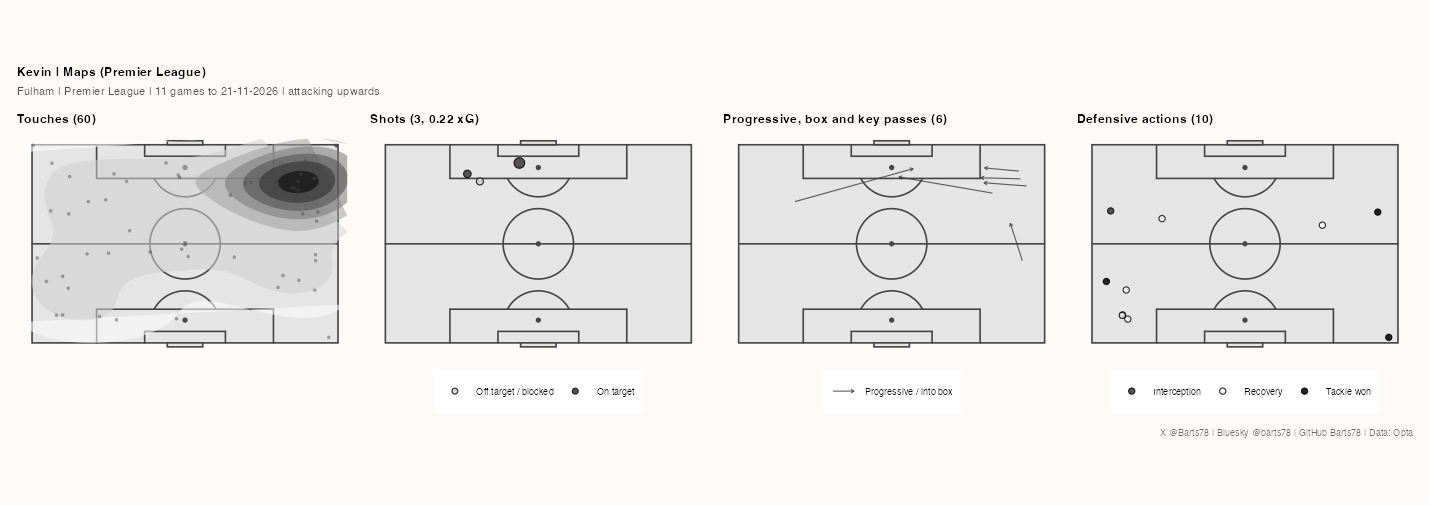 Kevin | Maps (Premier League)
Fulham | Premier League | 11 games to 21-11-2026 | attacking upwards
Touches (60)
Shots (3, 0.22 xG)
Progressive, box and key passes (6)
Defensive actions (10)
Off target / blocked
On target
Progressive / into box
Interception
Recovery
Tackle won
X @Barts78 | Bluesky @barts78 | GitHub Barts78 | Data: Opta